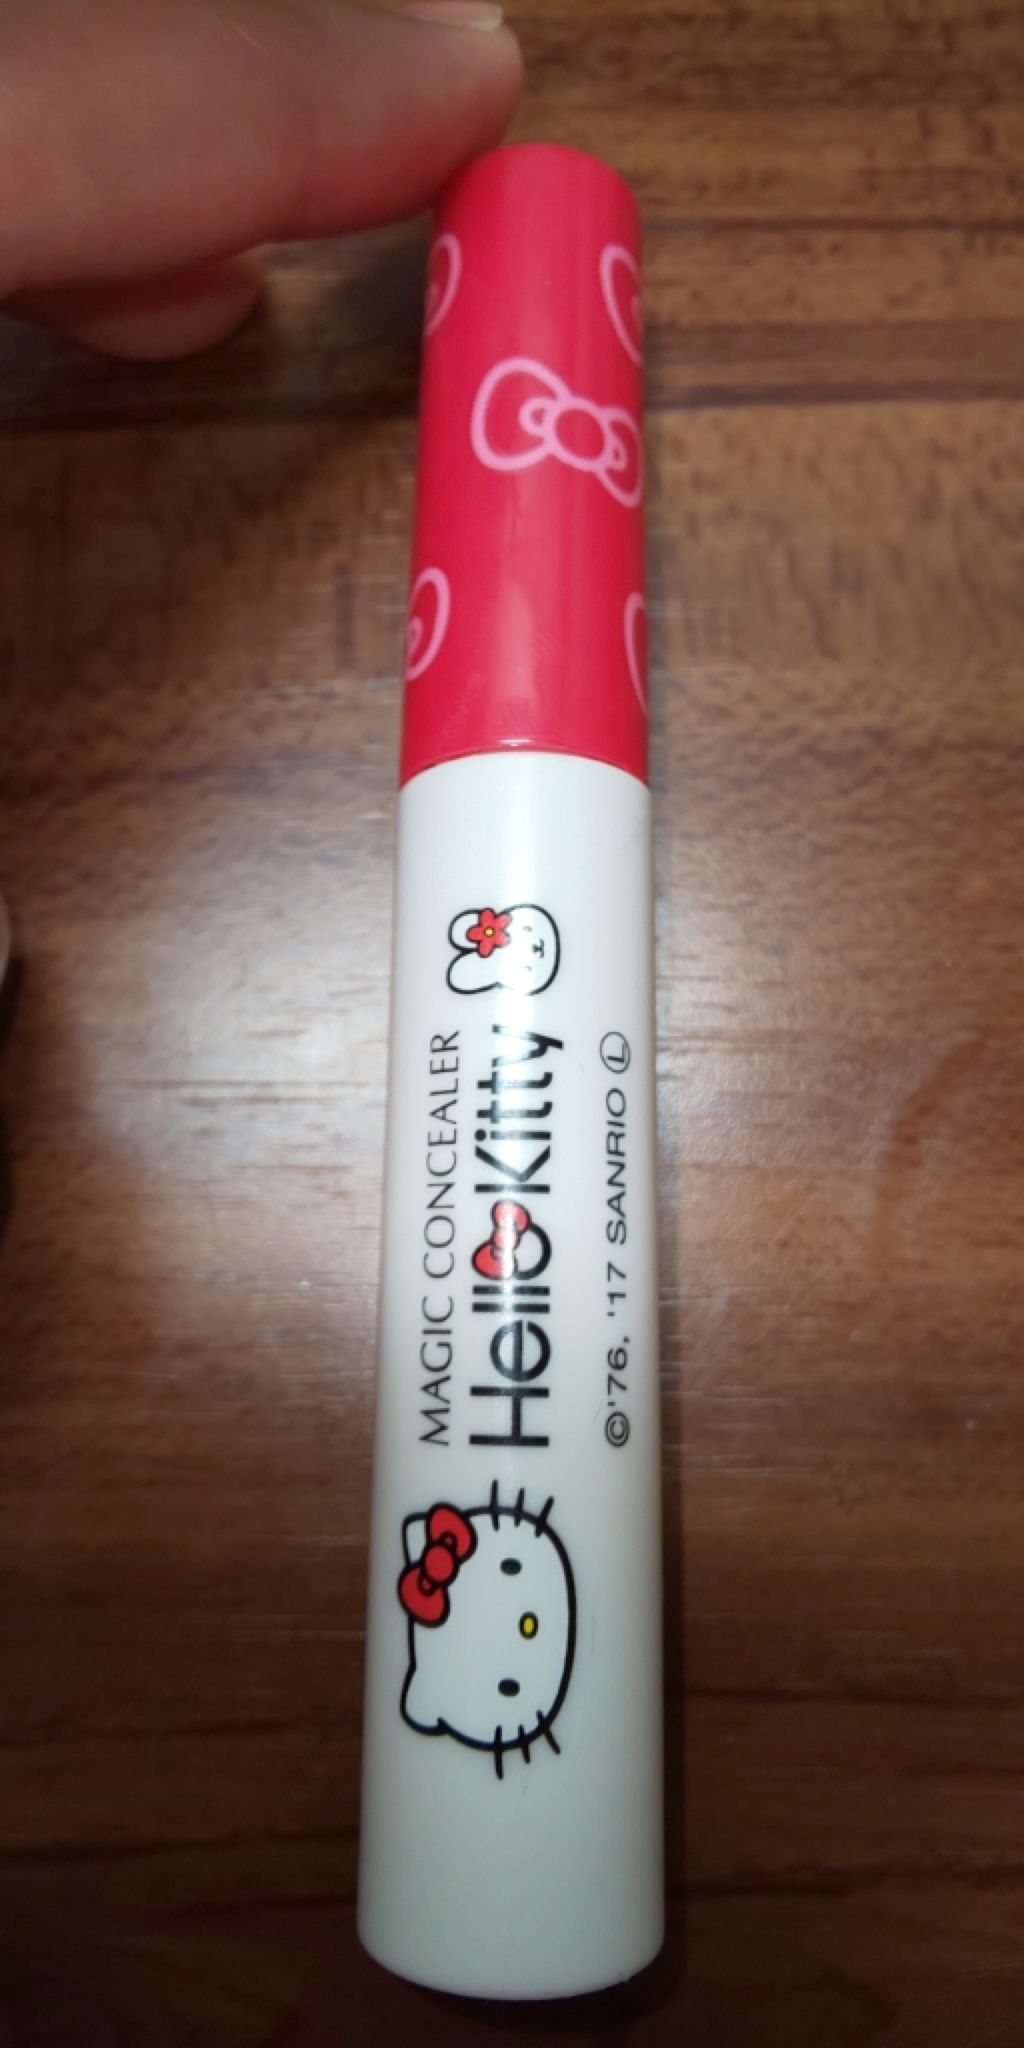 MAGIC CONCEALER
Hello Kitty
©'76, '17 SANRIO Ⓛ